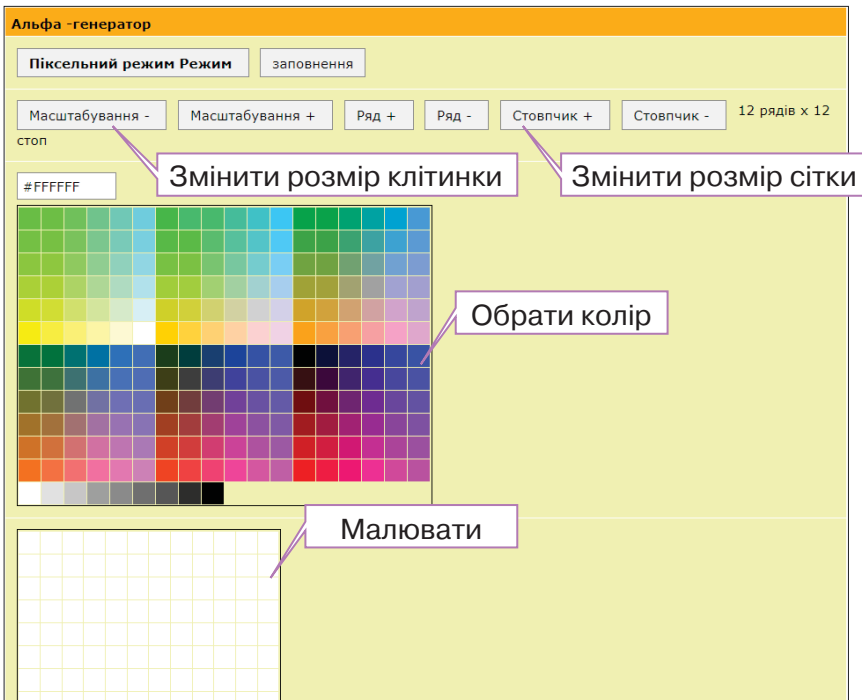 Альфа -генератор
Піксельний режим Режим заповнення
Масштабування - Масштабування + Ряд + Ряд - Стовпчик + Стовпчик - 12 рядів x 12
стоп
Змінити розмір клітинки Змінити розмір сітки
#FFFFFF
Обрати колір
Малювати